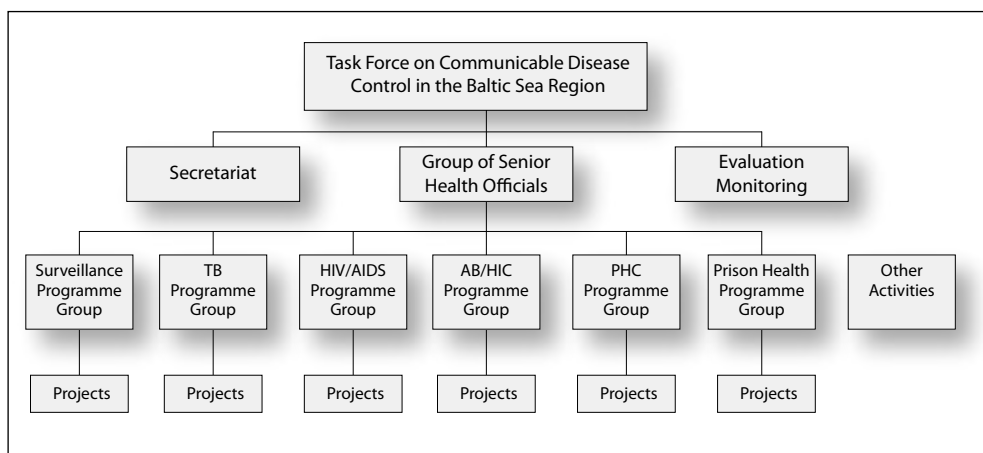 Task Force on Communicable Disease
Control in the Baltic Sea Region
Secretariat
Group of Senior
Health Officials
Evaluation
Monitoring
Surveillance
Programme
Group
TB
Programme
Group
HIV/AIDS
Programme
Group
AB/HIC
Programme
Group
PHC
Programme
Group
Prison Health
Programme
Group
Other
Activities
Projects
Projects
Projects
Projects
Projects
Projects